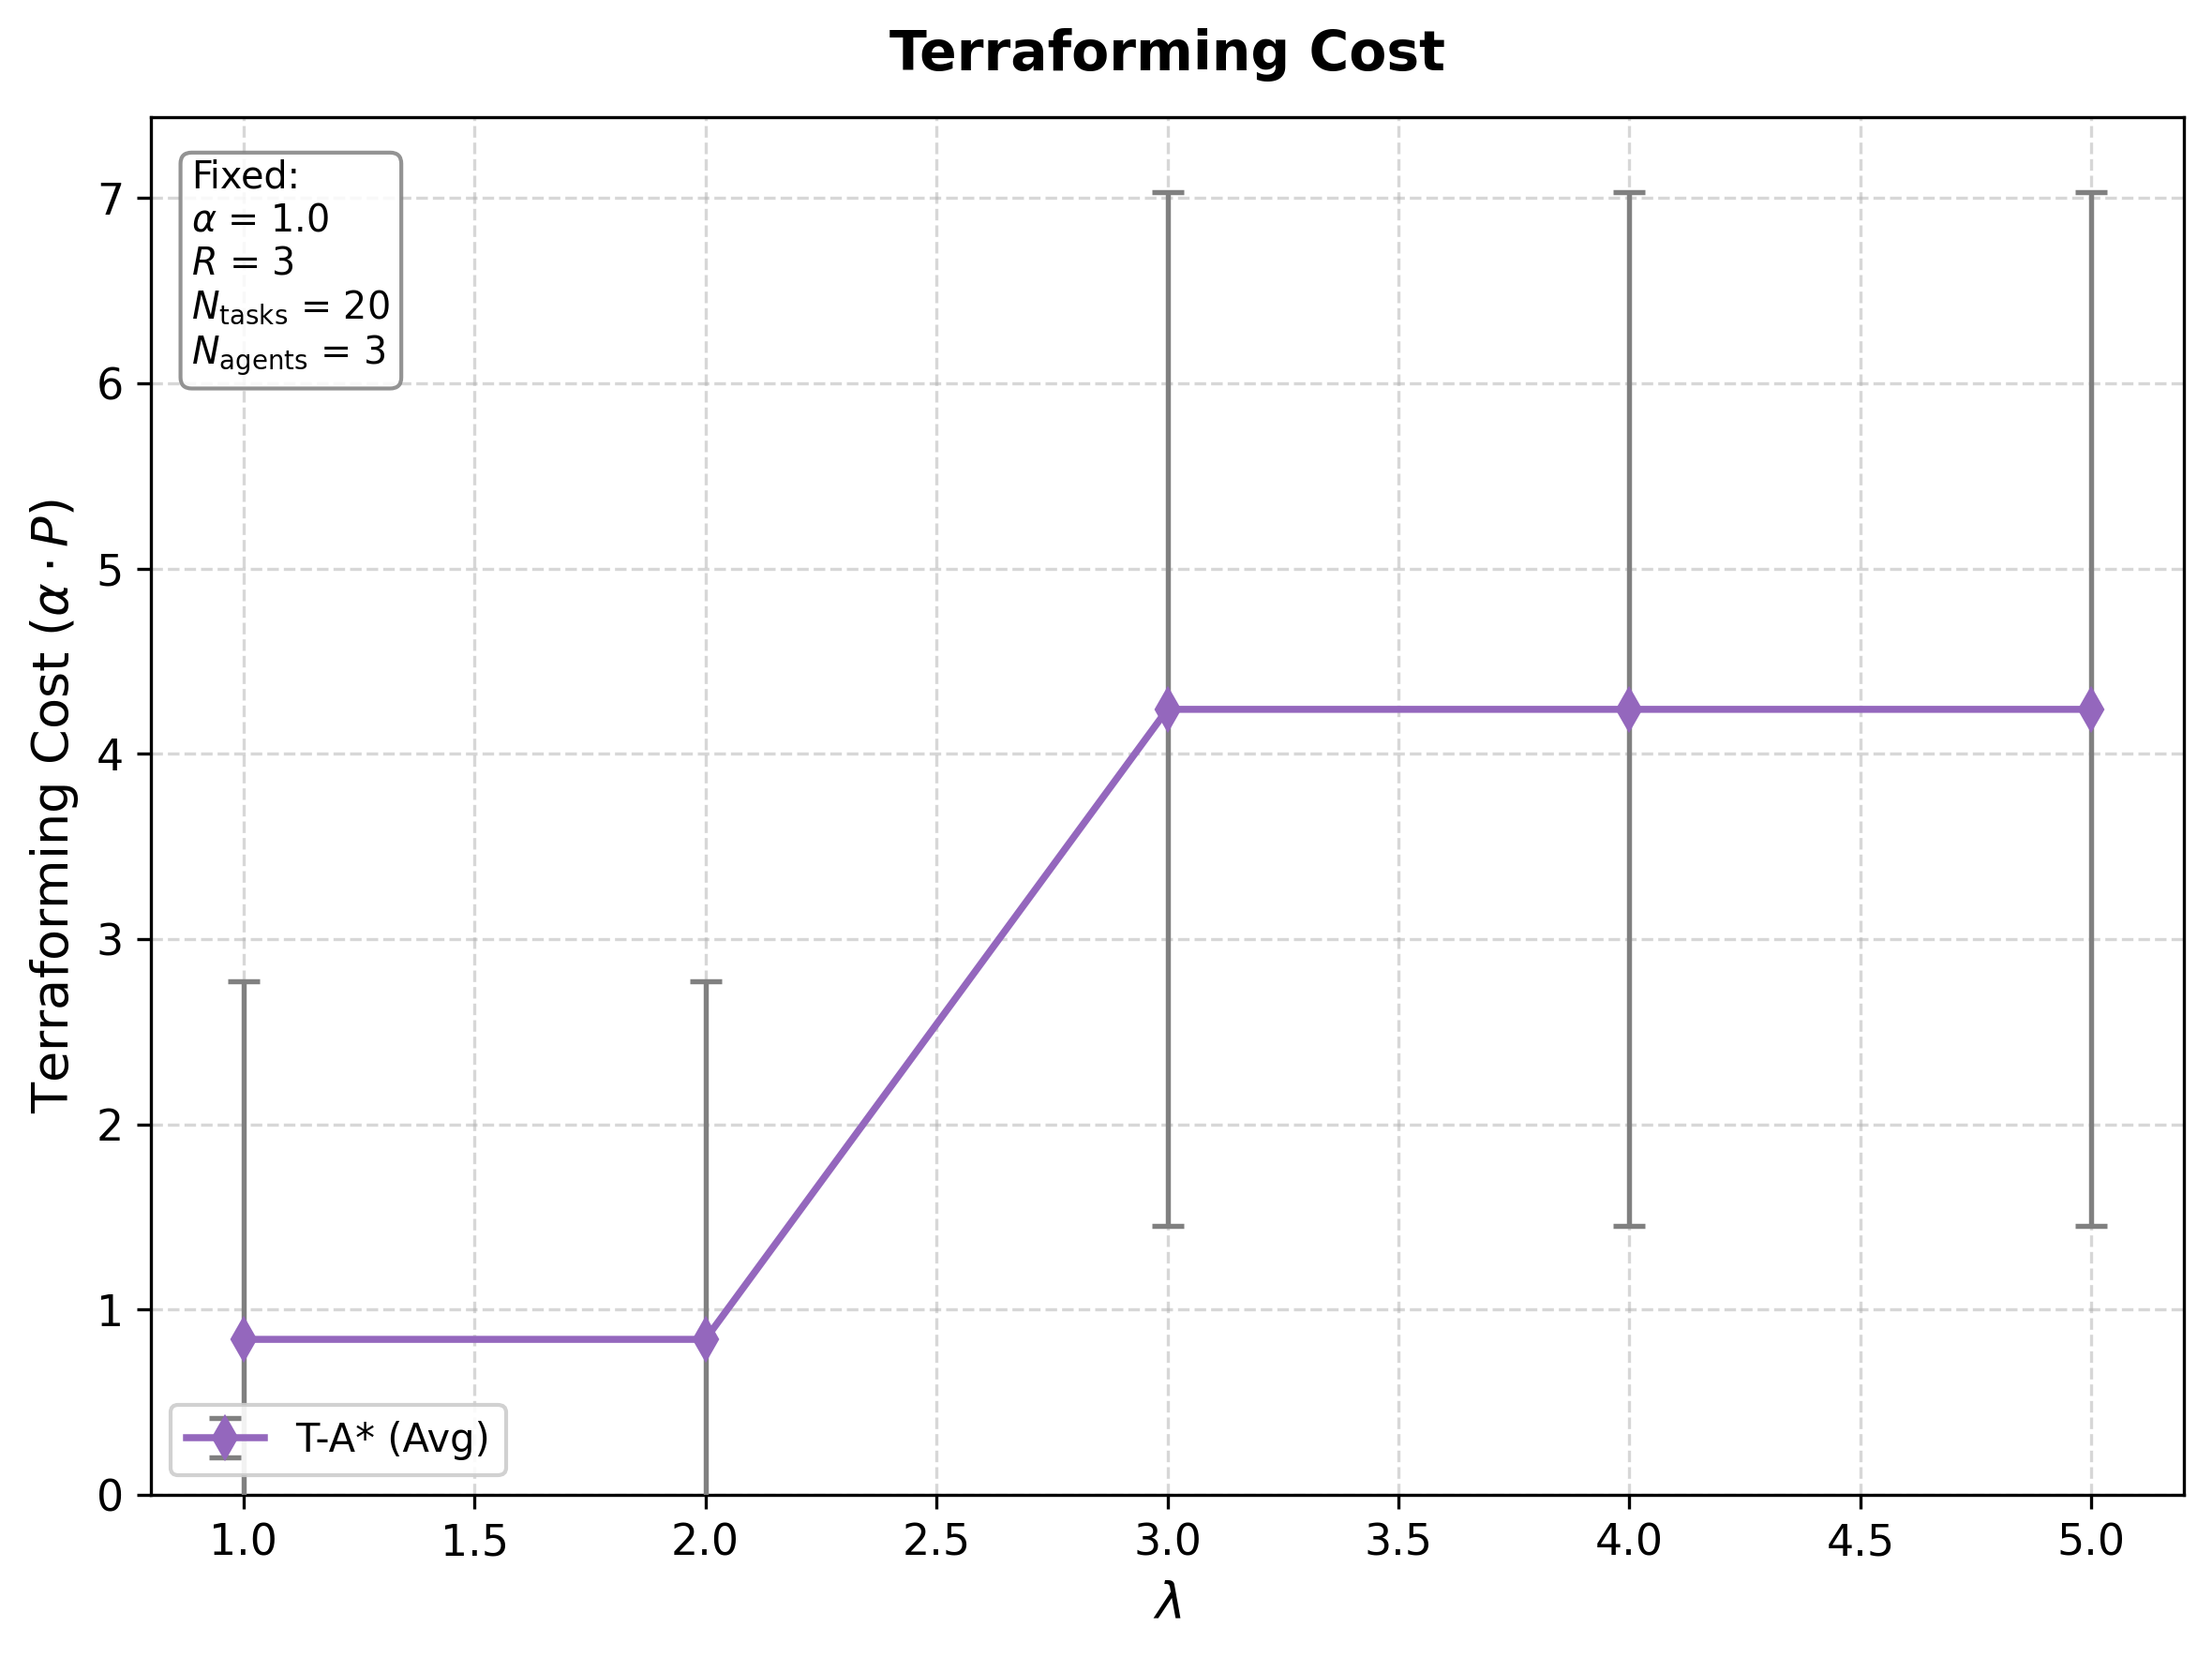 Terraforming Cost
Fixed:
α = 1.0
R = 3
N_tasks = 20
N_agents = 3
Terraforming Cost (α · P)
7
6
5
4
3
2
1
0
T-A* (Avg)
1.0 1.5 2.0 2.5 3.0 3.5 4.0 4.5 5.0
λ